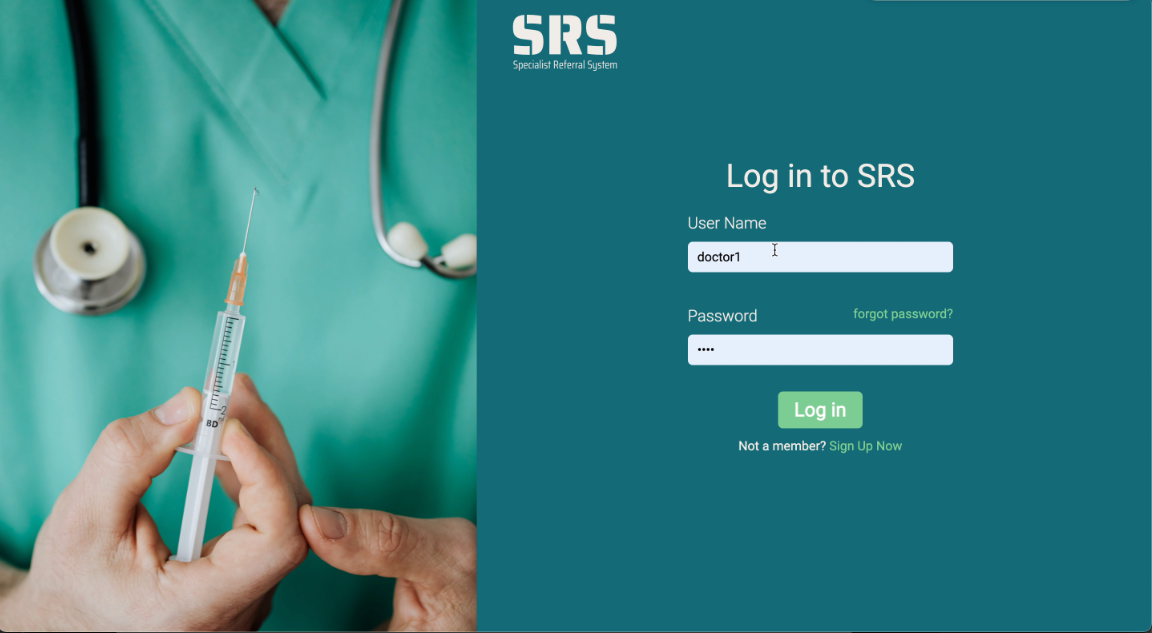 SRS
Specialist Referral System
Log in to SRS
User Name
doctor1
Password
forgot password?
••••
Log in
Not a member? Sign Up Now
2
BD